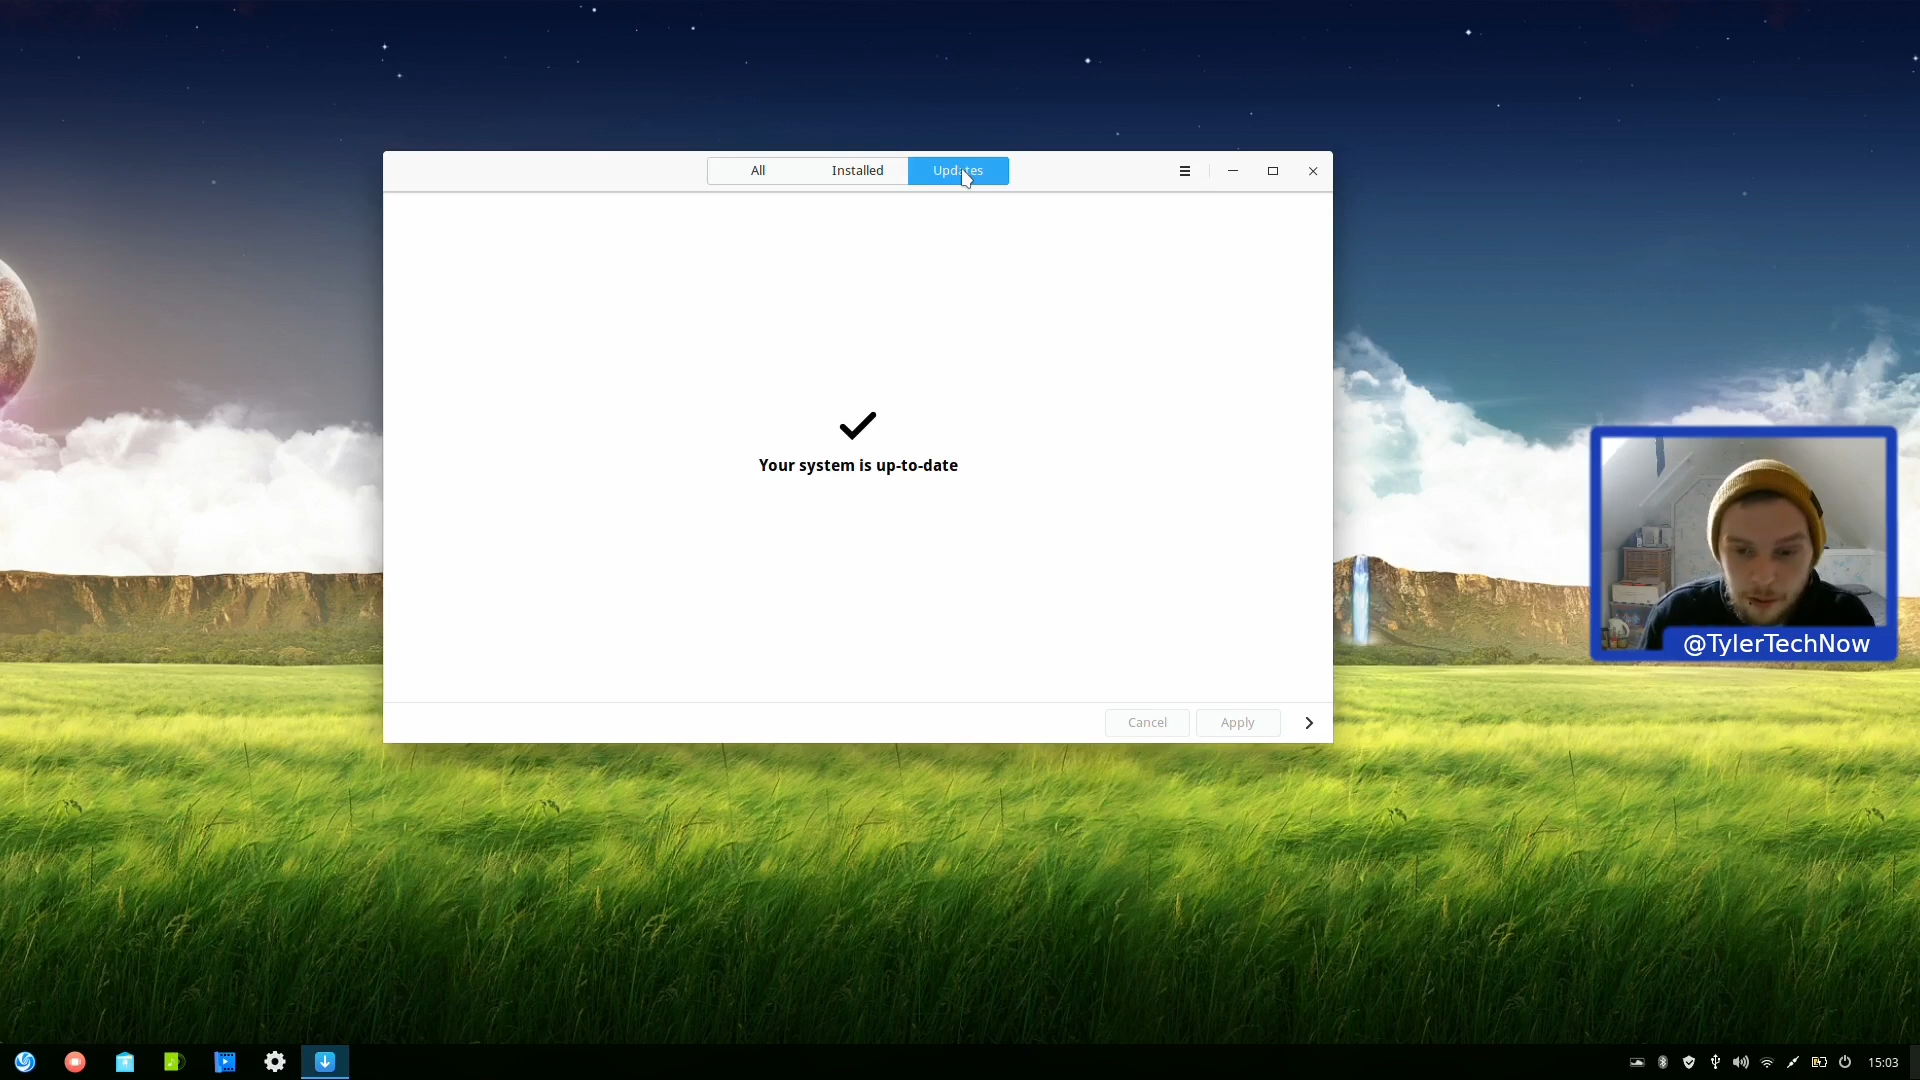 All
Installed
Updates
Your system is up-to-date
@TylerTechNow
Cancel
Apply
15:03